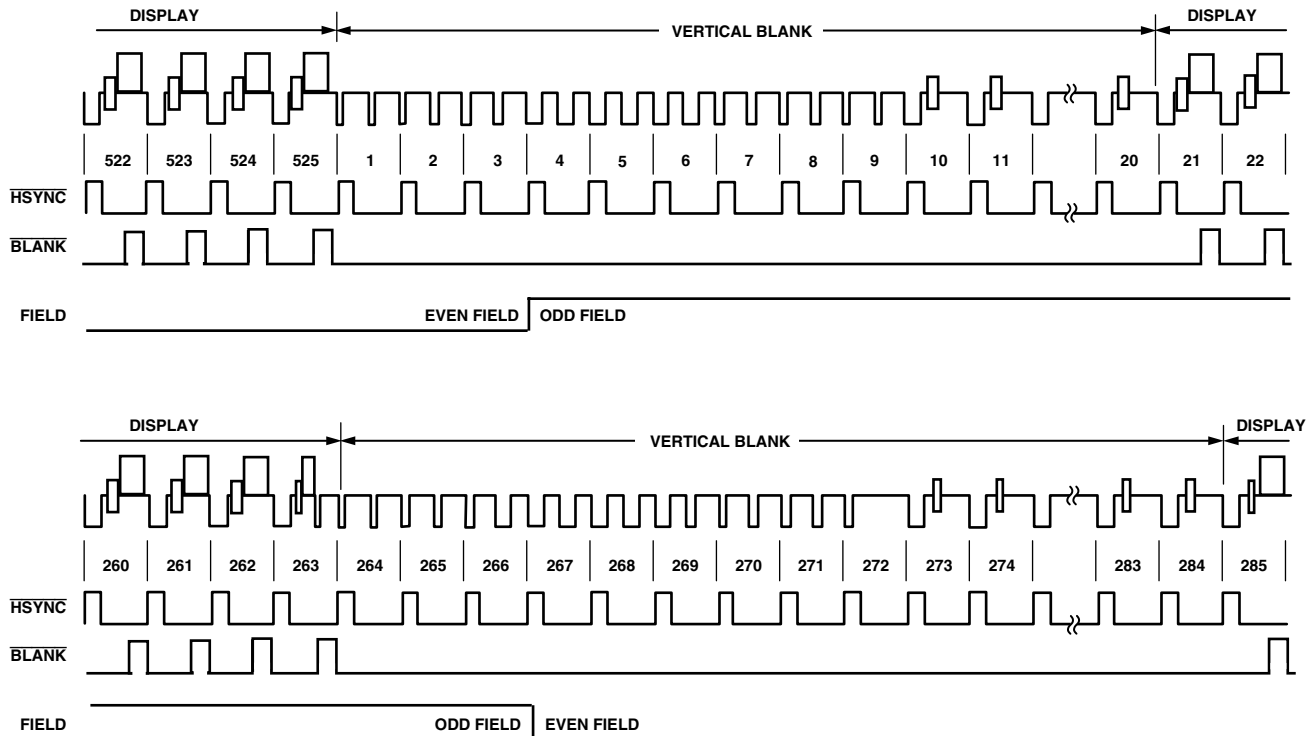 DISPLAY VERTICAL BLANK DISPLAY
522 523 524 525 1 2 3 4 5 6 7 8 9 10 11 20 21 22
HSYNC
BLANK
FIELD EVEN FIELD ODD FIELD
DISPLAY VERTICAL BLANK DISPLAY
260 261 262 263 264 265 266 267 268 269 270 271 272 273 274 283 284 285
HSYNC
BLANK
FIELD ODD FIELD EVEN FIELD